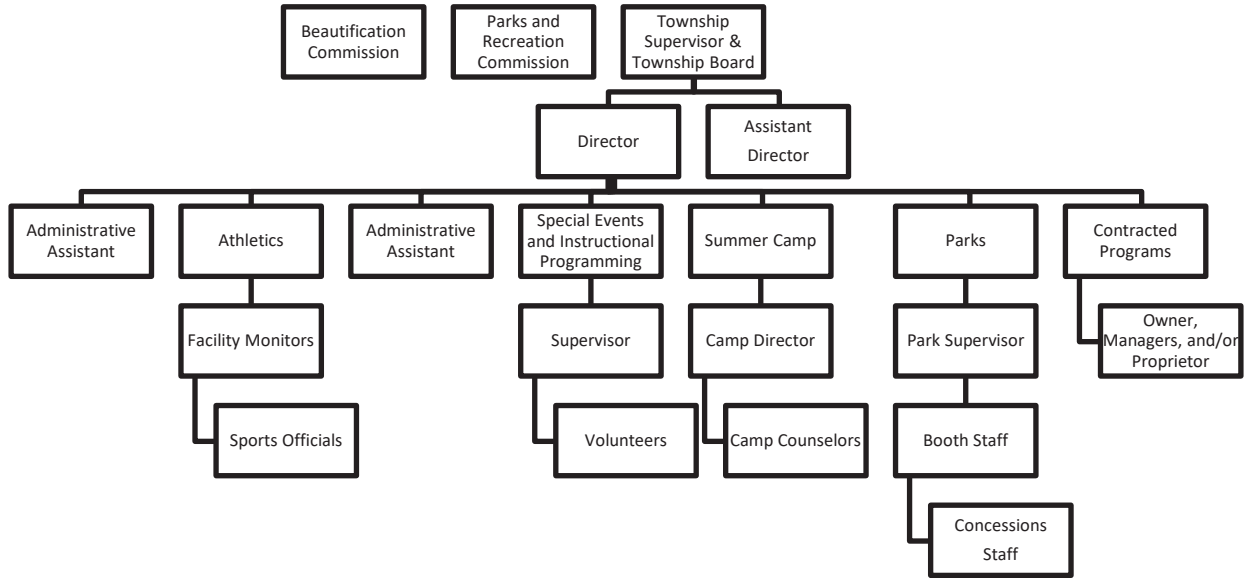 Beautification
Commission
Parks and
Recreation
Commission
Township
Supervisor &
Township Board
Director
Assistant
Director
Administrative
Assistant
Athletics
Administrative
Assistant
Special Events
and Instructional
Programming
Summer Camp
Parks
Contracted
Programs
Facility Monitors
Supervisor
Camp Director
Park Supervisor
Owner,
Managers, and/or
Proprietor
Sports Officials
Volunteers
Camp Counselors
Booth Staff
Concessions
Staff